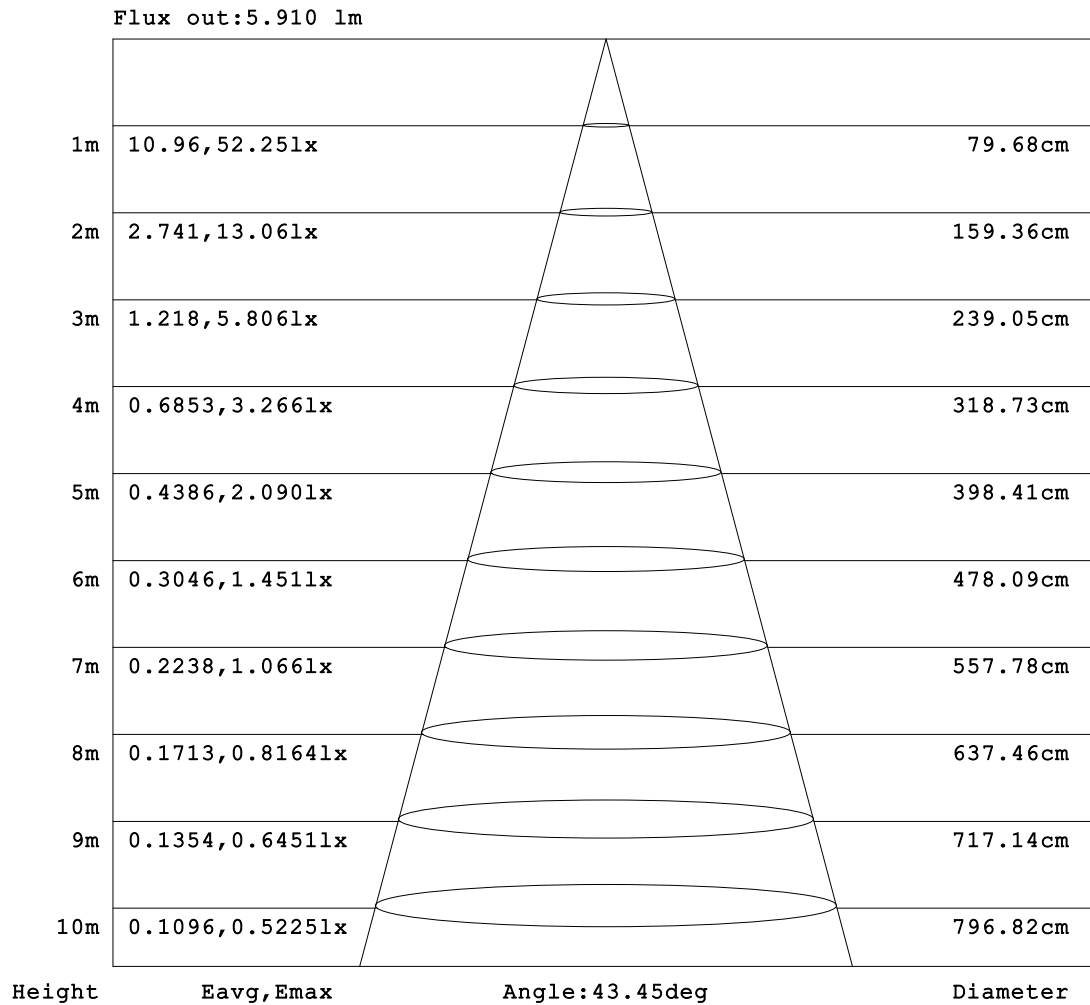 Flux out:5.910 lm
1m 10.96,52.25lx 79.68cm
2m 2.741,13.06lx 159.36cm
3m 1.218,5.806lx 239.05cm
4m 0.6853,3.266lx 318.73cm
5m 0.4386,2.090lx 398.41cm
6m 0.3046,1.451lx 478.09cm
7m 0.2238,1.066lx 557.78cm
8m 0.1713,0.8164lx 637.46cm
9m 0.1354,0.6451lx 717.14cm
10m 0.1096,0.5225lx 796.82cm
Height Eavg,Emax Angle:43.45deg Diameter